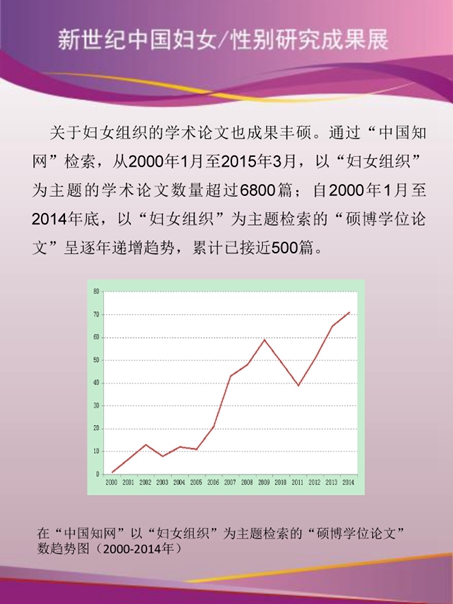 新世纪中国妇女/性别研究成果展
关于妇女组织的学术论文也成果丰硕。通过“中国知
网”检索，从2000年1月至2015年3月，以“妇女组织”
为主题的学术论文数量超过6800篇；自2000年1月至
2014年底，以“妇女组织”为主题检索的“硕博学位论
文”呈逐年递增趋势，累计已接近500篇。
80
70
60
50
40
30
20
10
0
2000 2001 2002 2003 2004 2005 2006 2007 2008 2009 2010 2011 2012 2013 2014
在“中国知网”以“妇女组织”为主题检索的“硕博学位论文”
数趋势图（2000-2014年）